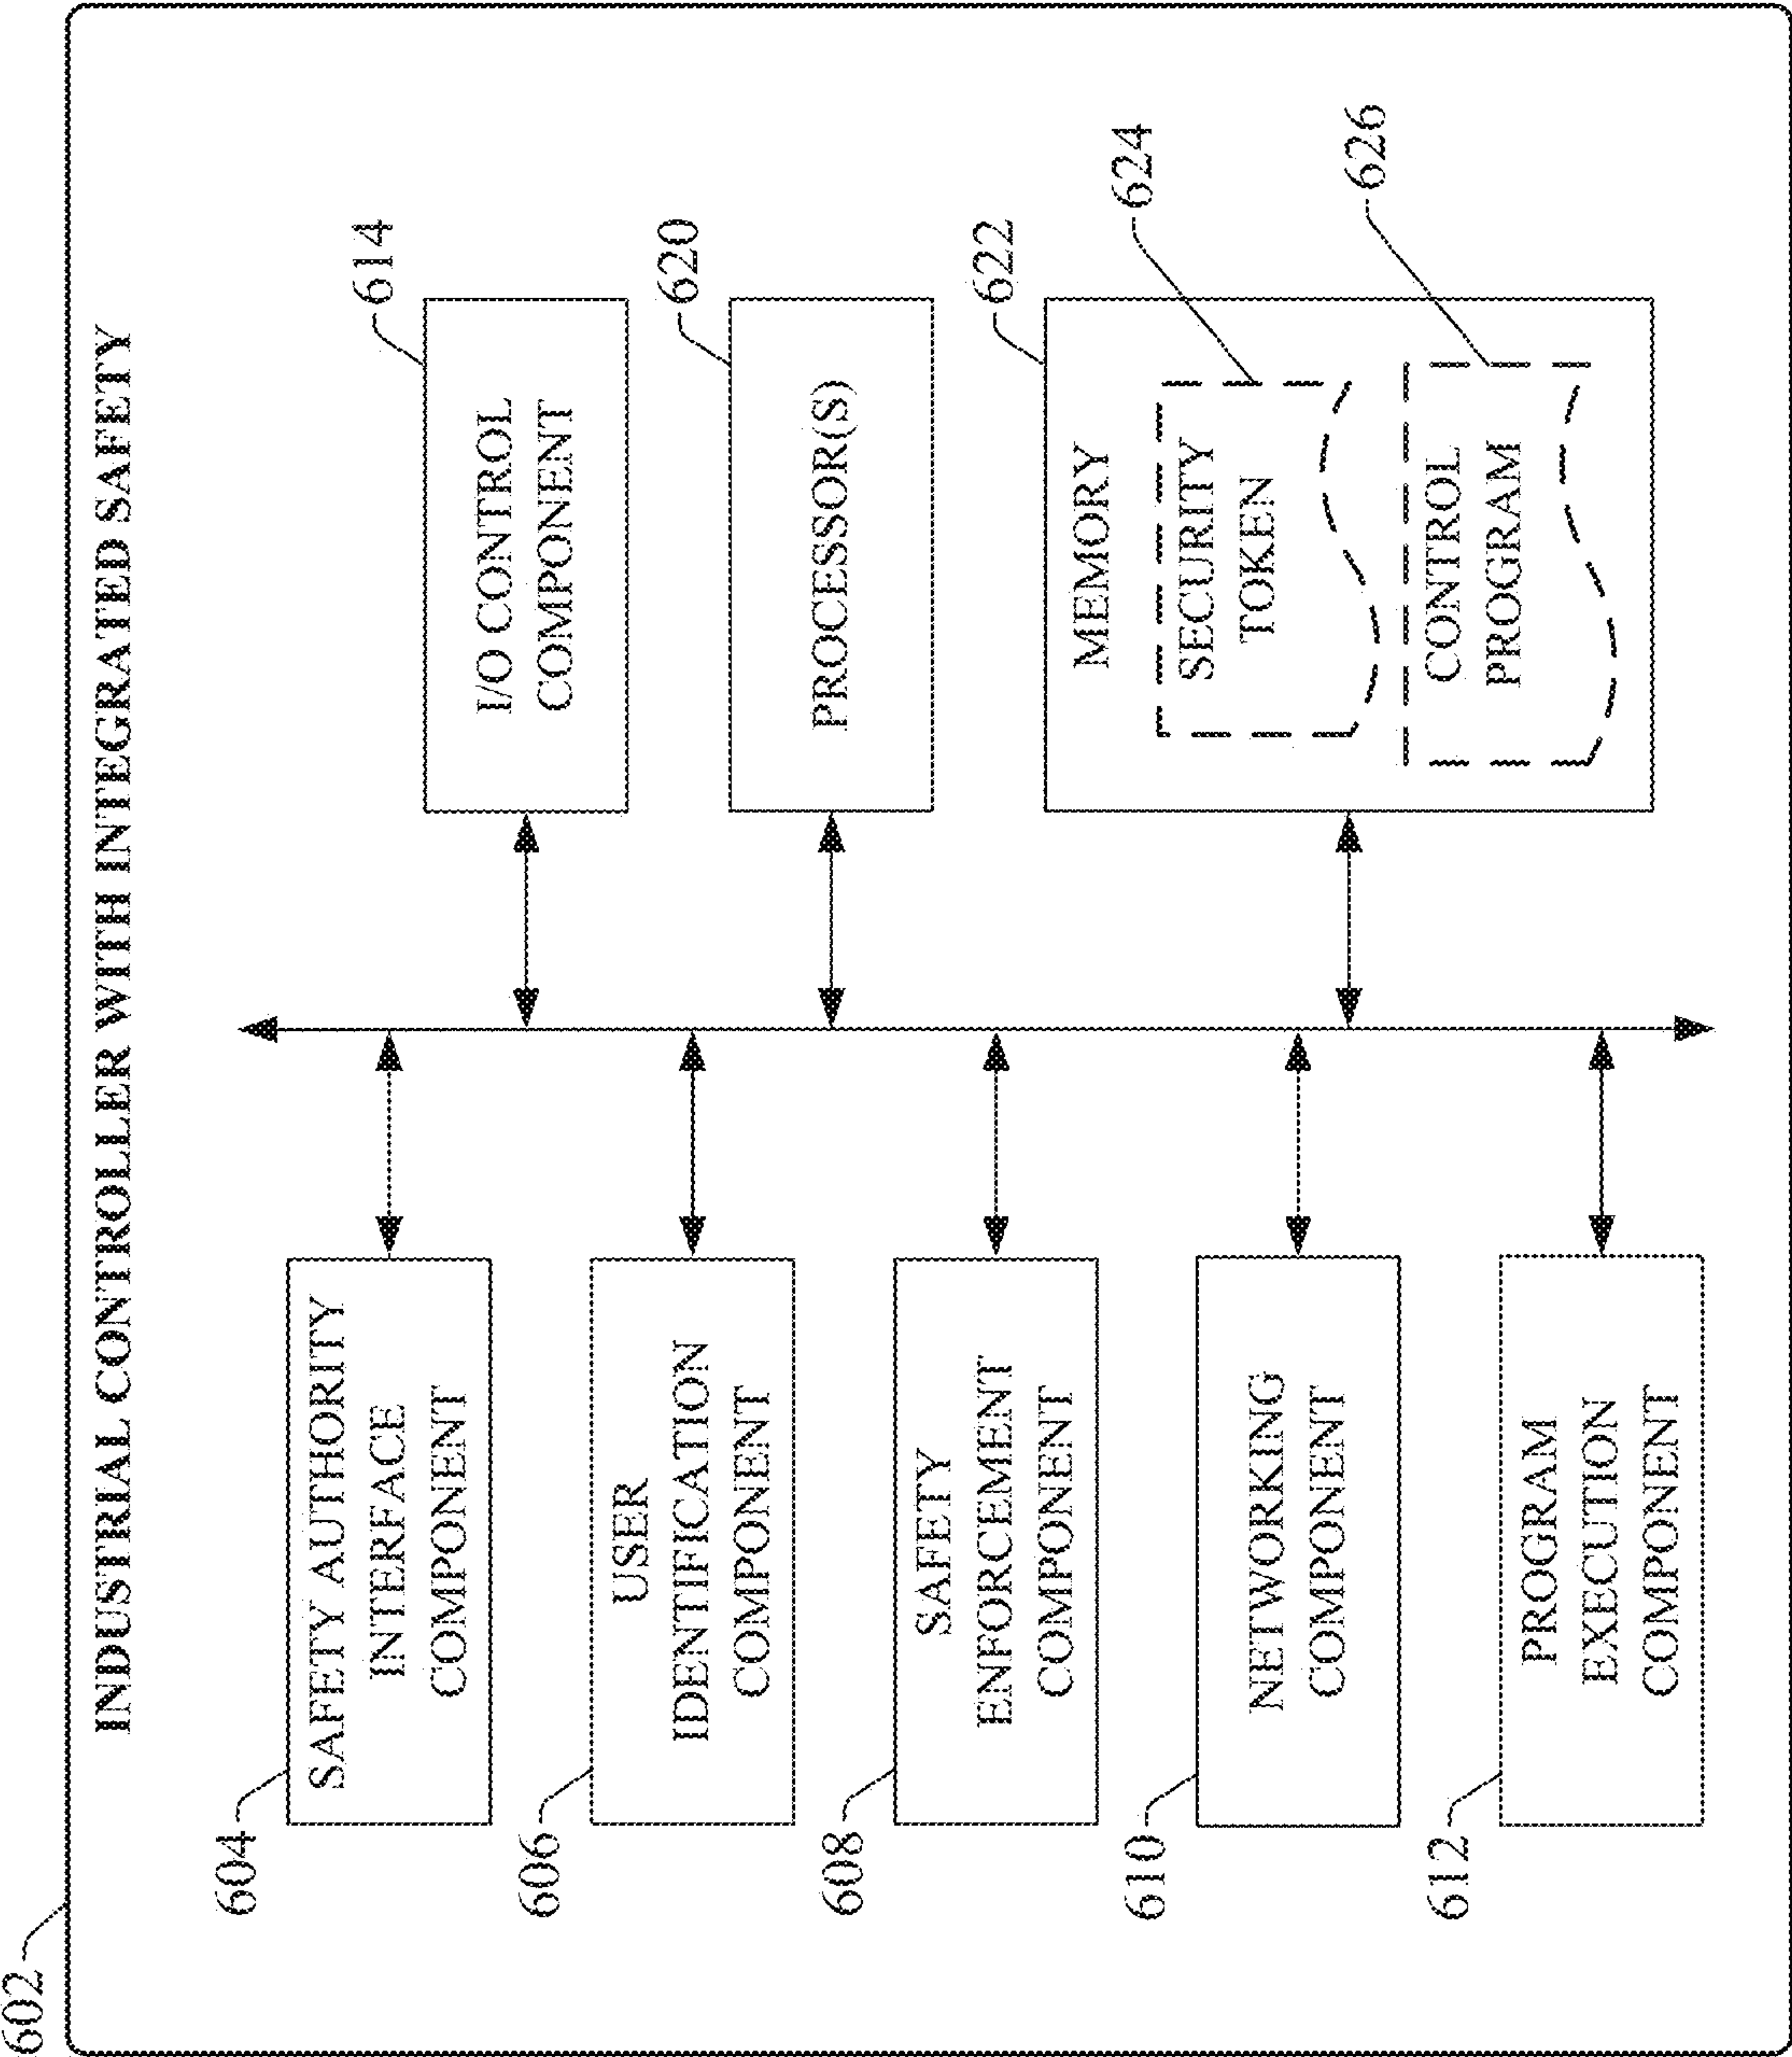 602
INDUSTRIAL CONTROLLER WITH INTEGRATED SAFETY
604
SAFETY AUTHORITY
INTERFACE
COMPONENT
606
USER
IDENTIFICATION
COMPONENT
608
SAFETY
ENFORCEMENT
COMPONENT
610
NETWORKING
COMPONENT
612
PROGRAM
EXECUTION
COMPONENT
614
I/O CONTROL
COMPONENT
620
PROCESSOR(S)
622
MEMORY
624
SECURITY
TOKEN
626
CONTROL
PROGRAM